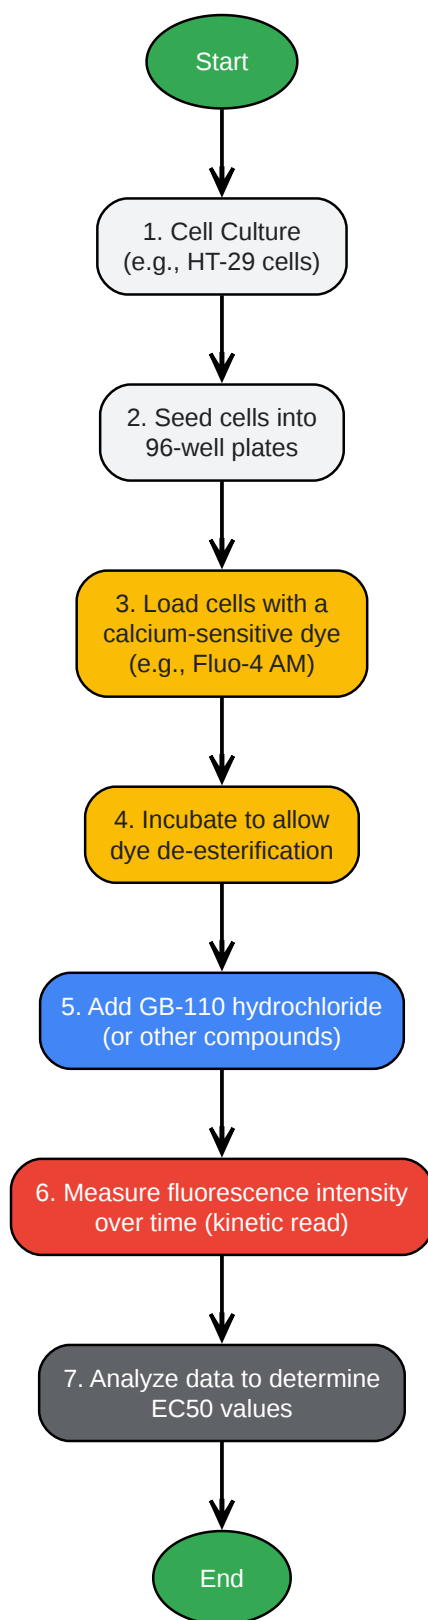 Start
1. Cell Culture
(e.g., HT-29 cells)
2. Seed cells into
96-well plates
3. Load cells with a
calcium-sensitive dye
(e.g., Fluo-4 AM)
4. Incubate to allow
dye de-esterification
5. Add GB-110 hydrochloride
(or other compounds)
6. Measure fluorescence intensity
over time (kinetic read)
7. Analyze data to determine
EC50 values
End